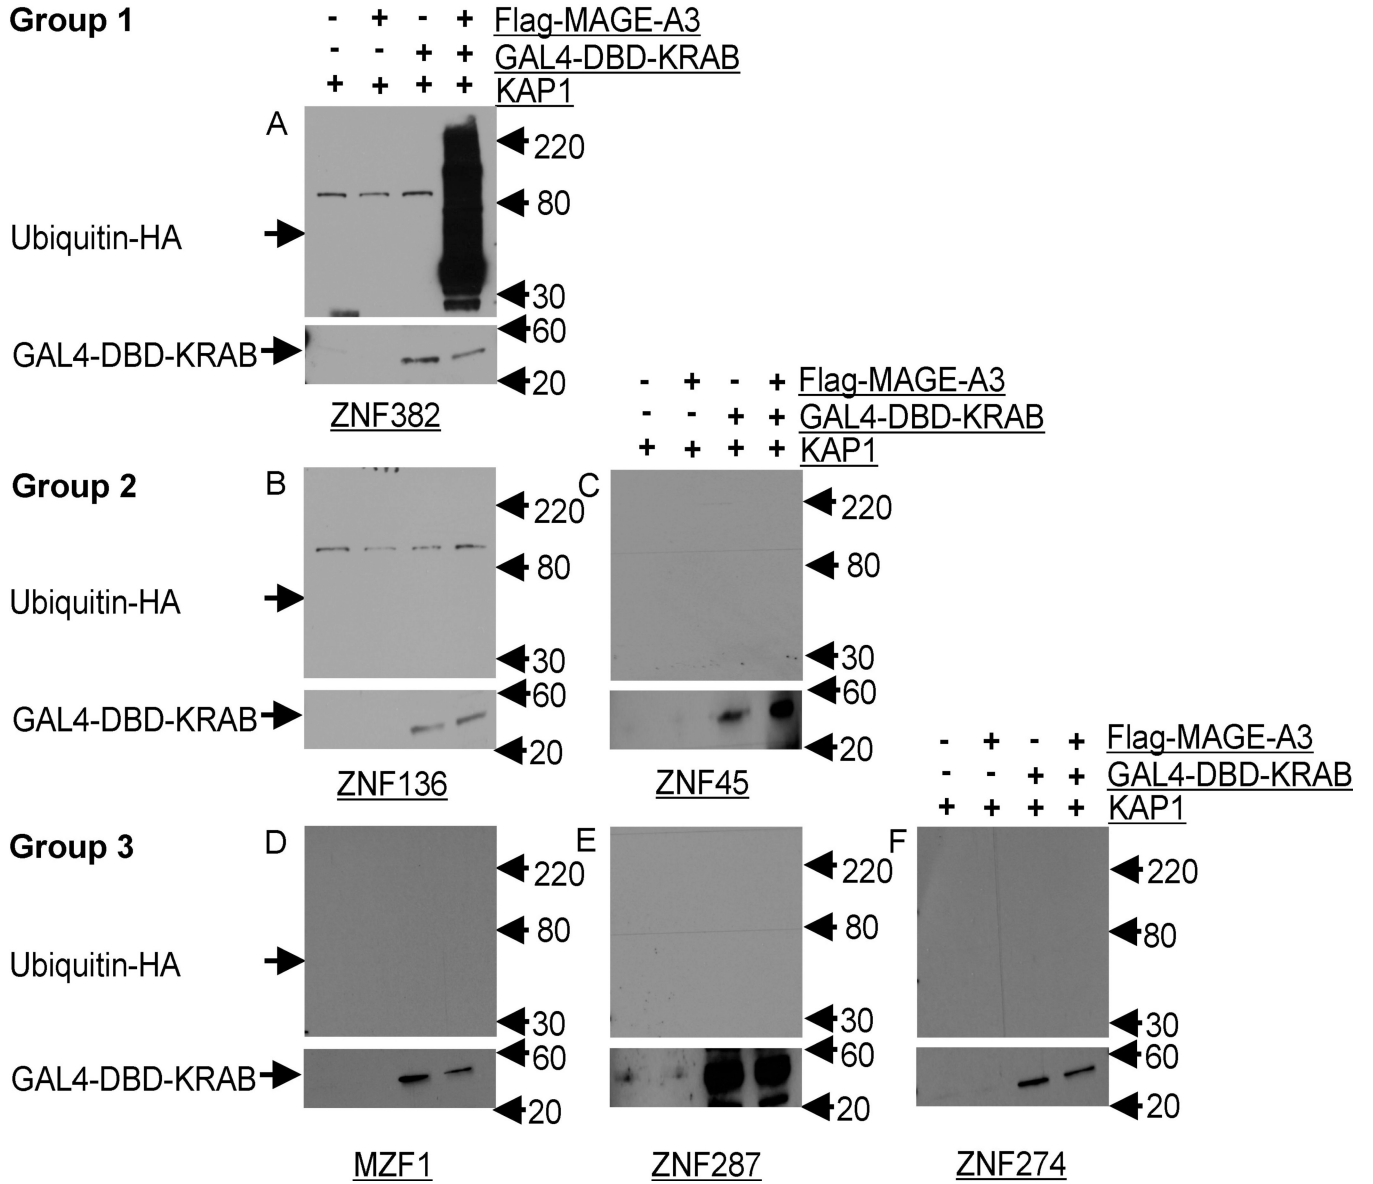 Group 1
- + - + Flag-MAGE-A3
- - + + GAL4-DBD-KRAB
+ + + + KAP1
A
220
80
Ubiquitin-HA
30
60
GAL4-DBD-KRAB
20
ZNF382
- + - + Flag-MAGE-A3
- - + + GAL4-DBD-KRAB
+ + + + KAP1
Group 2
B
220
80
Ubiquitin-HA
30
60
GAL4-DBD-KRAB
20
ZNF136
C
220
80
30
60
20
ZNF45
- + - + Flag-MAGE-A3
- - + + GAL4-DBD-KRAB
+ + + + KAP1
Group 3
D
220
80
Ubiquitin-HA
30
60
GAL4-DBD-KRAB
20
MZF1
E
220
80
30
60
20
ZNF287
F
220
80
30
60
20
ZNF274